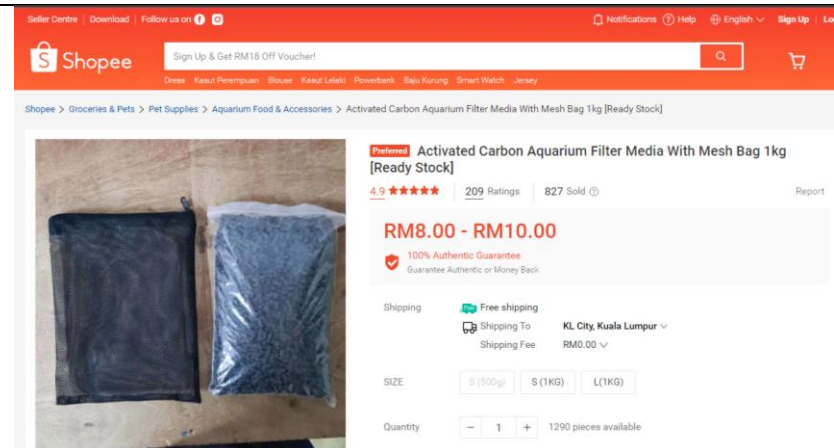 Seller Centre | Download | Follow us on
Notifications Help English Sign Up
Shopee
Sign Up & Get RM18 Off Voucher!
Dress Kasut Perempuan Blouse Kasut Lelaki Powerbank Baju Kurung Smart Watch Jersey
Shopee > Groceries & Pets > Pet Supplies > Aquarium Food & Accessories > Activated Carbon Aquarium Filter Media With Mesh Bag 1kg [Ready Stock]
Preferred Activated Carbon Aquarium Filter Media With Mesh Bag 1kg
[Ready Stock]
4.9 209 Ratings 827 Sold Report
RM8.00 - RM10.00
100% Authentic Guarantee
Guarantee Authentic or Money Back
Shipping Free shipping
Shipping To KL City, Kuala Lumpur
Shipping Fee RM0.00
SIZE S (500g) S (1KG) L(1KG)
Quantity - 1 + 1290 pieces available